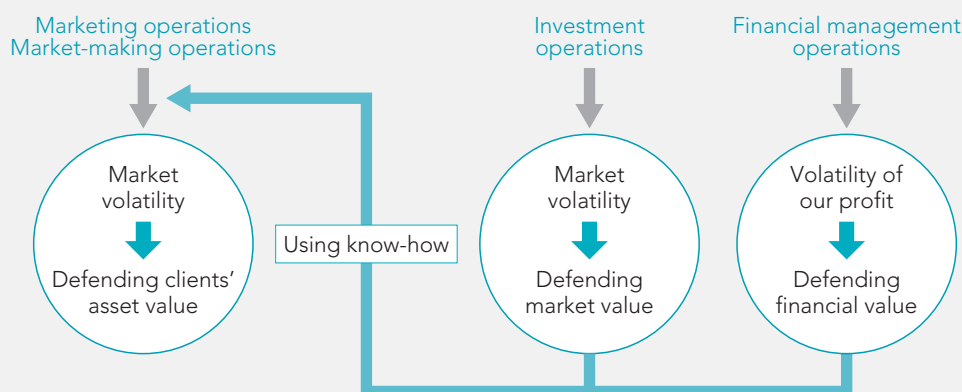 Marketing operations
Market-making operations
Investment
operations
Financial management
operations
Market
volatility
Defending clients’
asset value
Using know-how
Market
volatility
Defending
market value
Volatility of
our profit
Defending
financial value